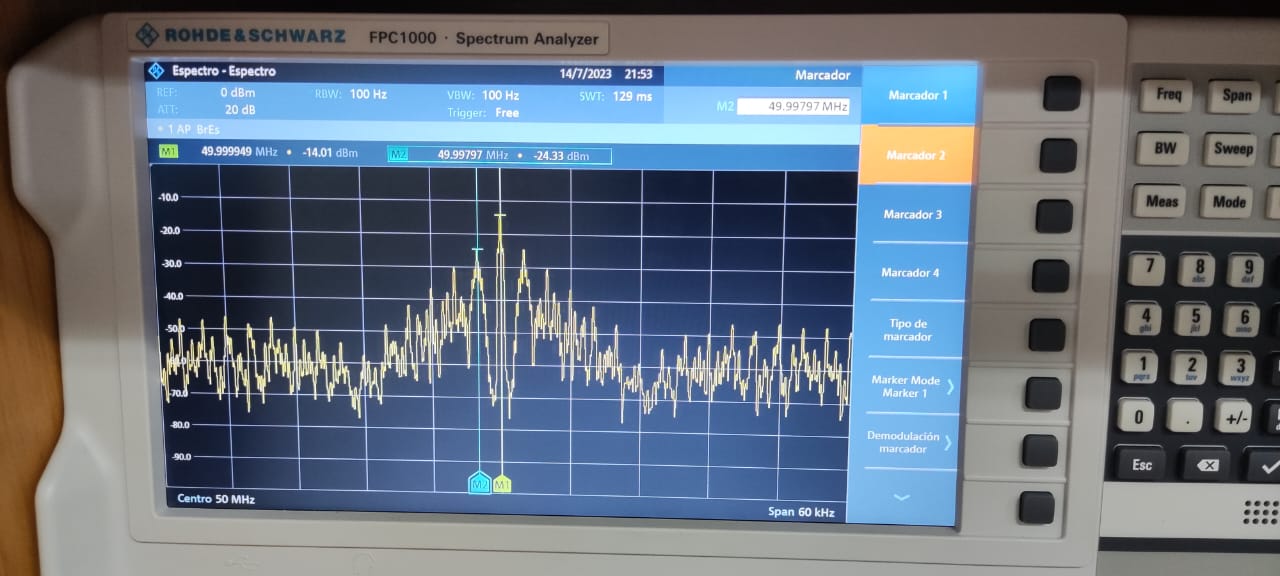 ROHDE&SCHWARZ FPC1000 · Spectrum Analyzer
Espectro - Espectro 14/7/2023 21:53 Marcador
REF: 0 dBm RBW: 100 Hz VBW: 100 Hz SWT: 129 ms M2 49.99797 MHz
ATT: 20 dB Trigger: Free
1 AP BrEs
M1 49.999949 MHz • -14.01 dBm M2 49.99797 MHz • -24.33 dBm
-10.0
-20.0
-30.0
-40.0
-50.0
-60.0
-70.0
-80.0
-90.0
M2 M1
Centro 50 MHz Span 60 kHz
Marcador 1
Marcador 2
Marcador 3
Marcador 4
Tipo de
marcador
Marker Mode
Marker 1
Demodulación
marcador
Freq Span
BW Sweep
Meas Mode
7 8 abc 9 def
4 ghi 5 jkl 6 mno
1 pqrs 2 tuv 3 wxyz
0 . +/-
Esc